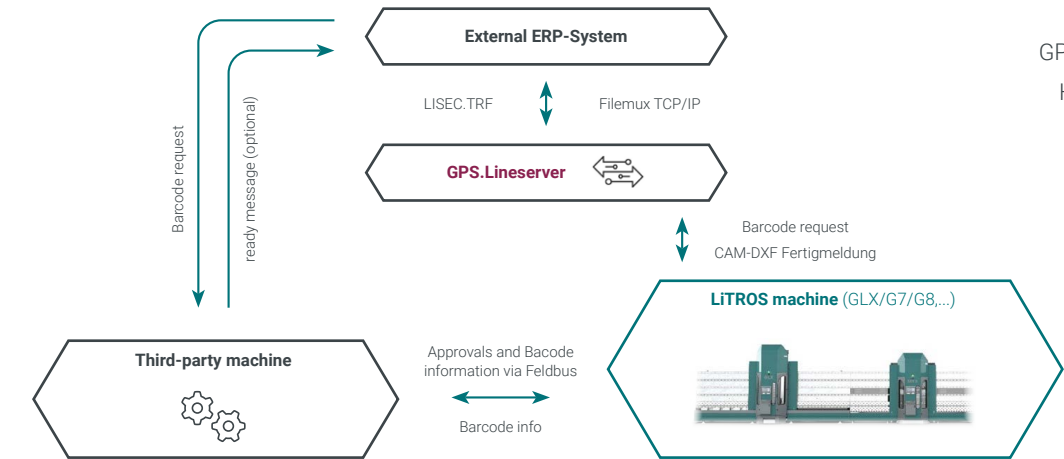 External ERP-System
GP
H
LISEC.TRF
Filemux TCP/IP
Barcode request
ready message (optional)
GPS.Lineserver
Barcode request
CAM-DXF Fertigmeldung
LiTROS machine (GLX/G7/G8,...)
Third-party machine
Approvals and Bacode
information via Feldbus
Barcode info